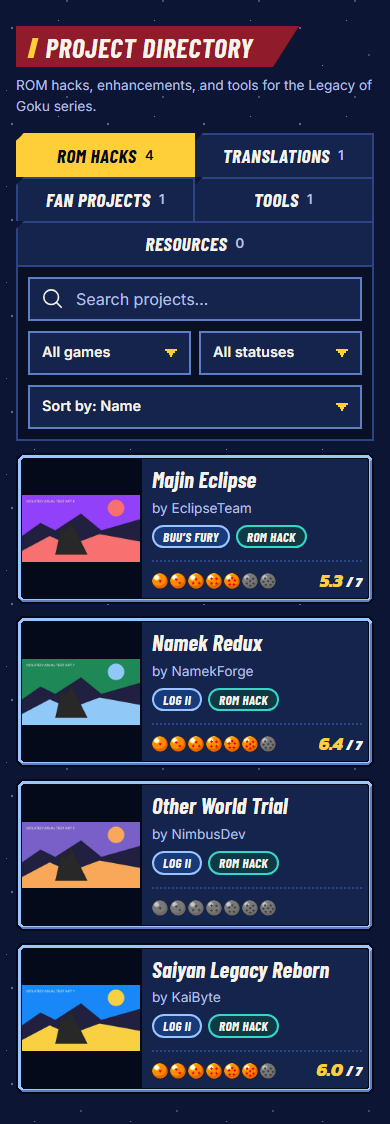 PROJECT DIRECTORY
ROM hacks, enhancements, and tools for the Legacy of
Goku series.
ROM HACKS 4
TRANSLATIONS 1
FAN PROJECTS 1
TOOLS 1
RESOURCES 0
Search projects...
All games
All statuses
Sort by: Name
Majin Eclipse
by EclipseTeam
BUU'S FURY
ROM HACK
5.3 / 7
Namek Redux
by NamekForge
LOG II
ROM HACK
6.4 / 7
Other World Trial
by NimbusDev
LOG II
ROM HACK
Saiyan Legacy Reborn
by KaiByte
LOG II
ROM HACK
6.0 / 7